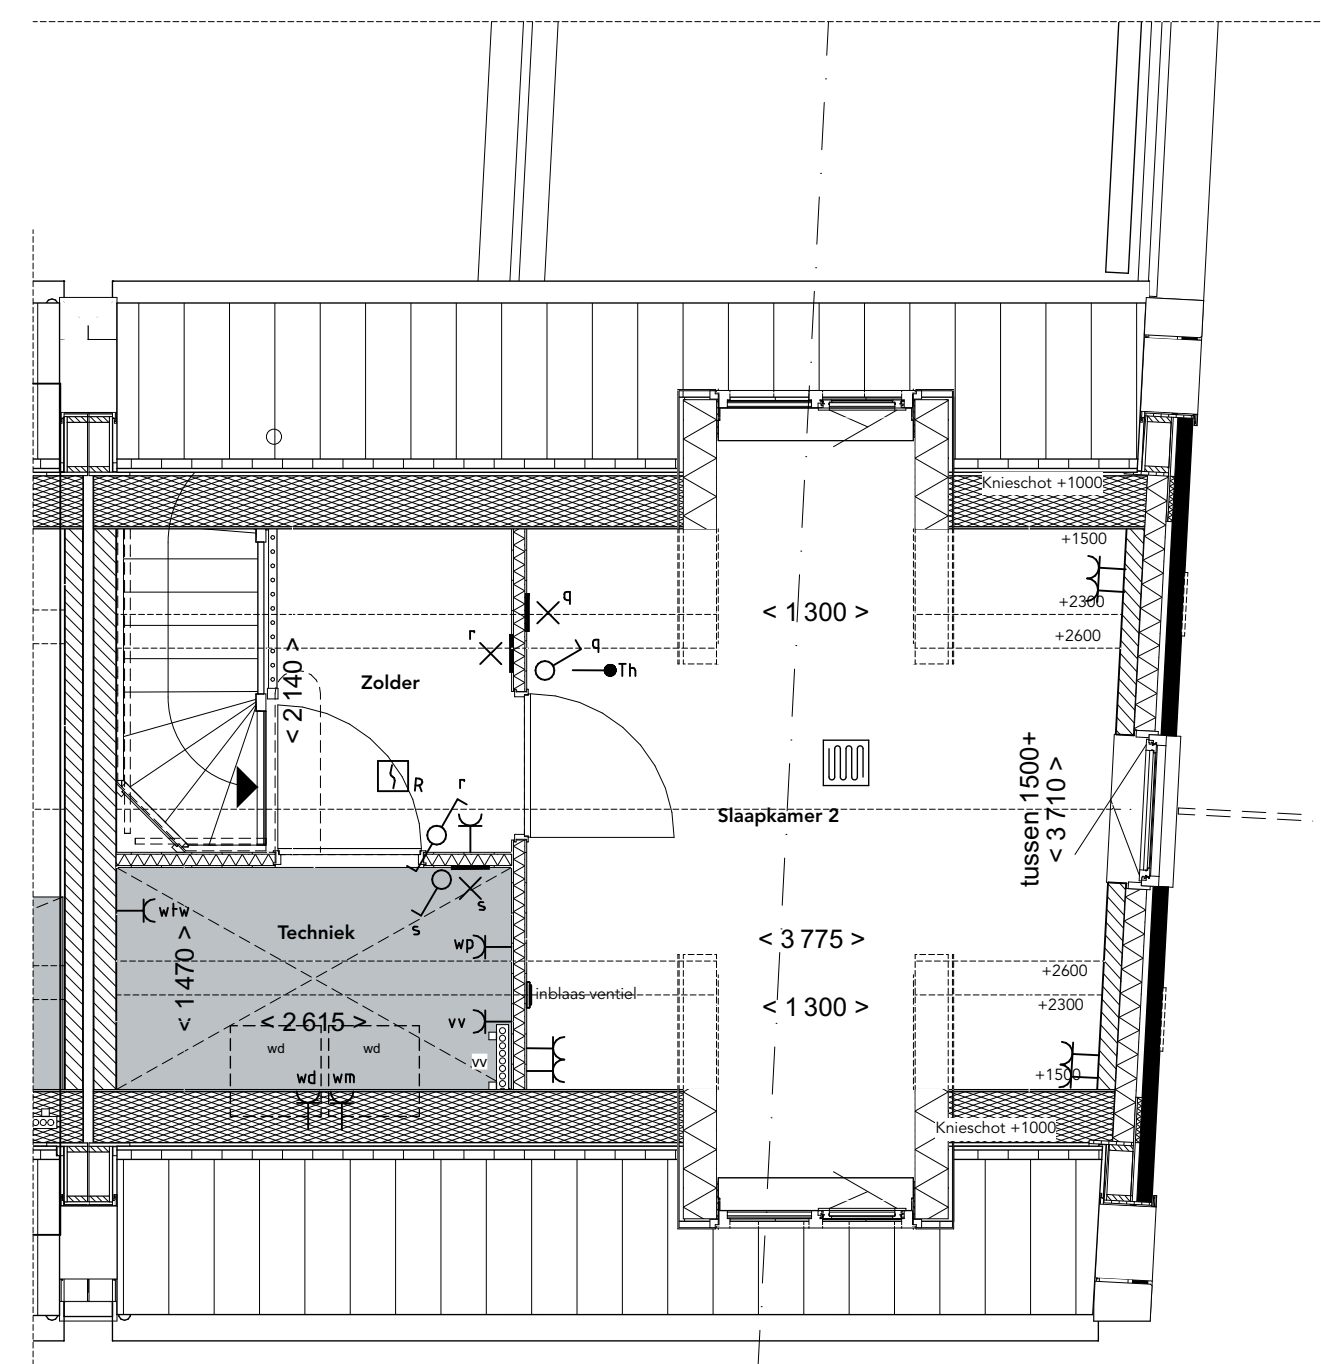 Knieschot +1000
+1500
q
+2300
< 1 300 >
r
q
+2600
Th
Zolder
< 2 140 >
tussen 1500+
< 3 710 >
R
r
Slaapkamer 2
s
wtw
s
Techniek
wp
< 3 775 >
< 1 470 >
+2600
inblaas ventiel
+2300
< 1 300 >
< 2 615 >
vv
wd
wd
vv
wd
wm
+1500
Knieschot +1000